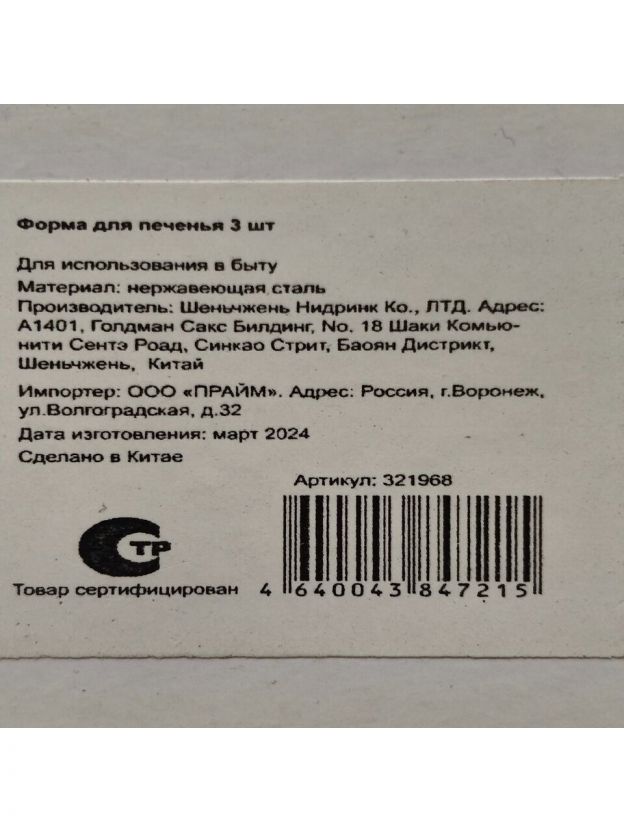 Форма для печенья 3 шт
Для использования в быту
Материал: нержавеющая сталь
Производитель: Шеньчжень Нидринк Ко., ЛТД. Адрес:
А1401, Голдман Сакс Билдинг, No. 18 Шаки Комью-
нити Сентэ Роад, Синкао Стрит, Баоян Дистрикт,
Шеньчжень, Китай
Импортер: ООО «ПРАЙМ». Адрес: Россия, г.Воронеж,
ул.Волгоградская, д.32
Дата изготовления: март 2024
Сделано в Китае
Артикул: 321968
СТР
Товар сертифицирован
4 640043 847215